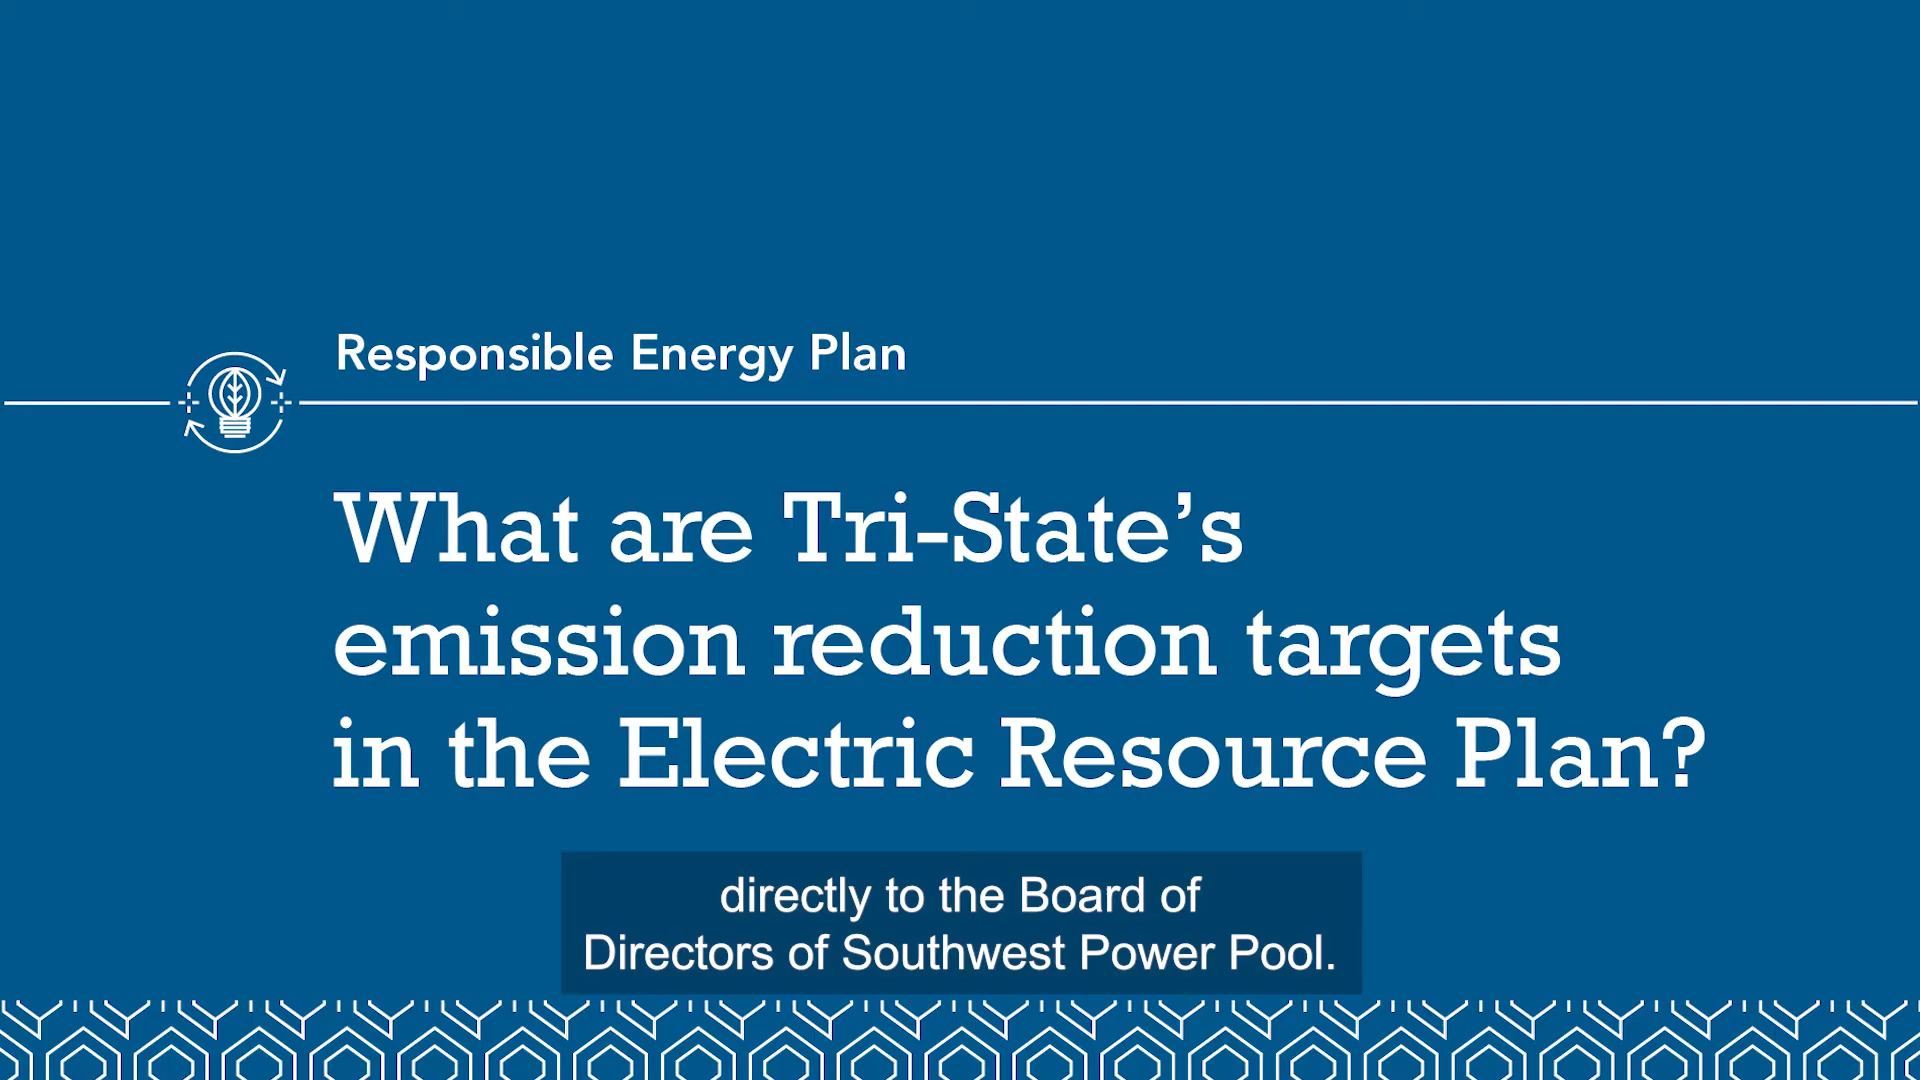 Responsible Energy Plan
What are Tri-State’s
emission reduction targets
in the Electric Resource Plan?
directly to the Board of
Directors of Southwest Power Pool.